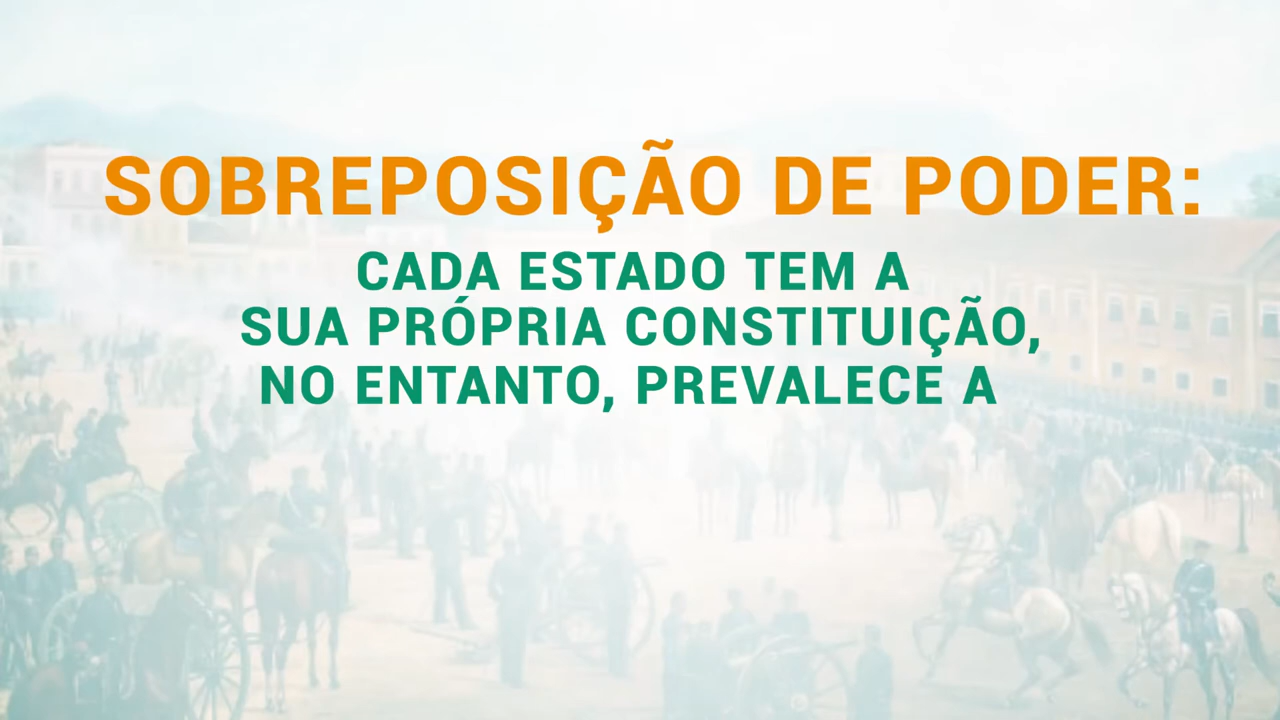 SOBREPOSIÇÃO DE PODER:
CADA ESTADO TEM A
SUA PRÓPRIA CONSTITUIÇÃO,
NO ENTANTO, PREVALECE A